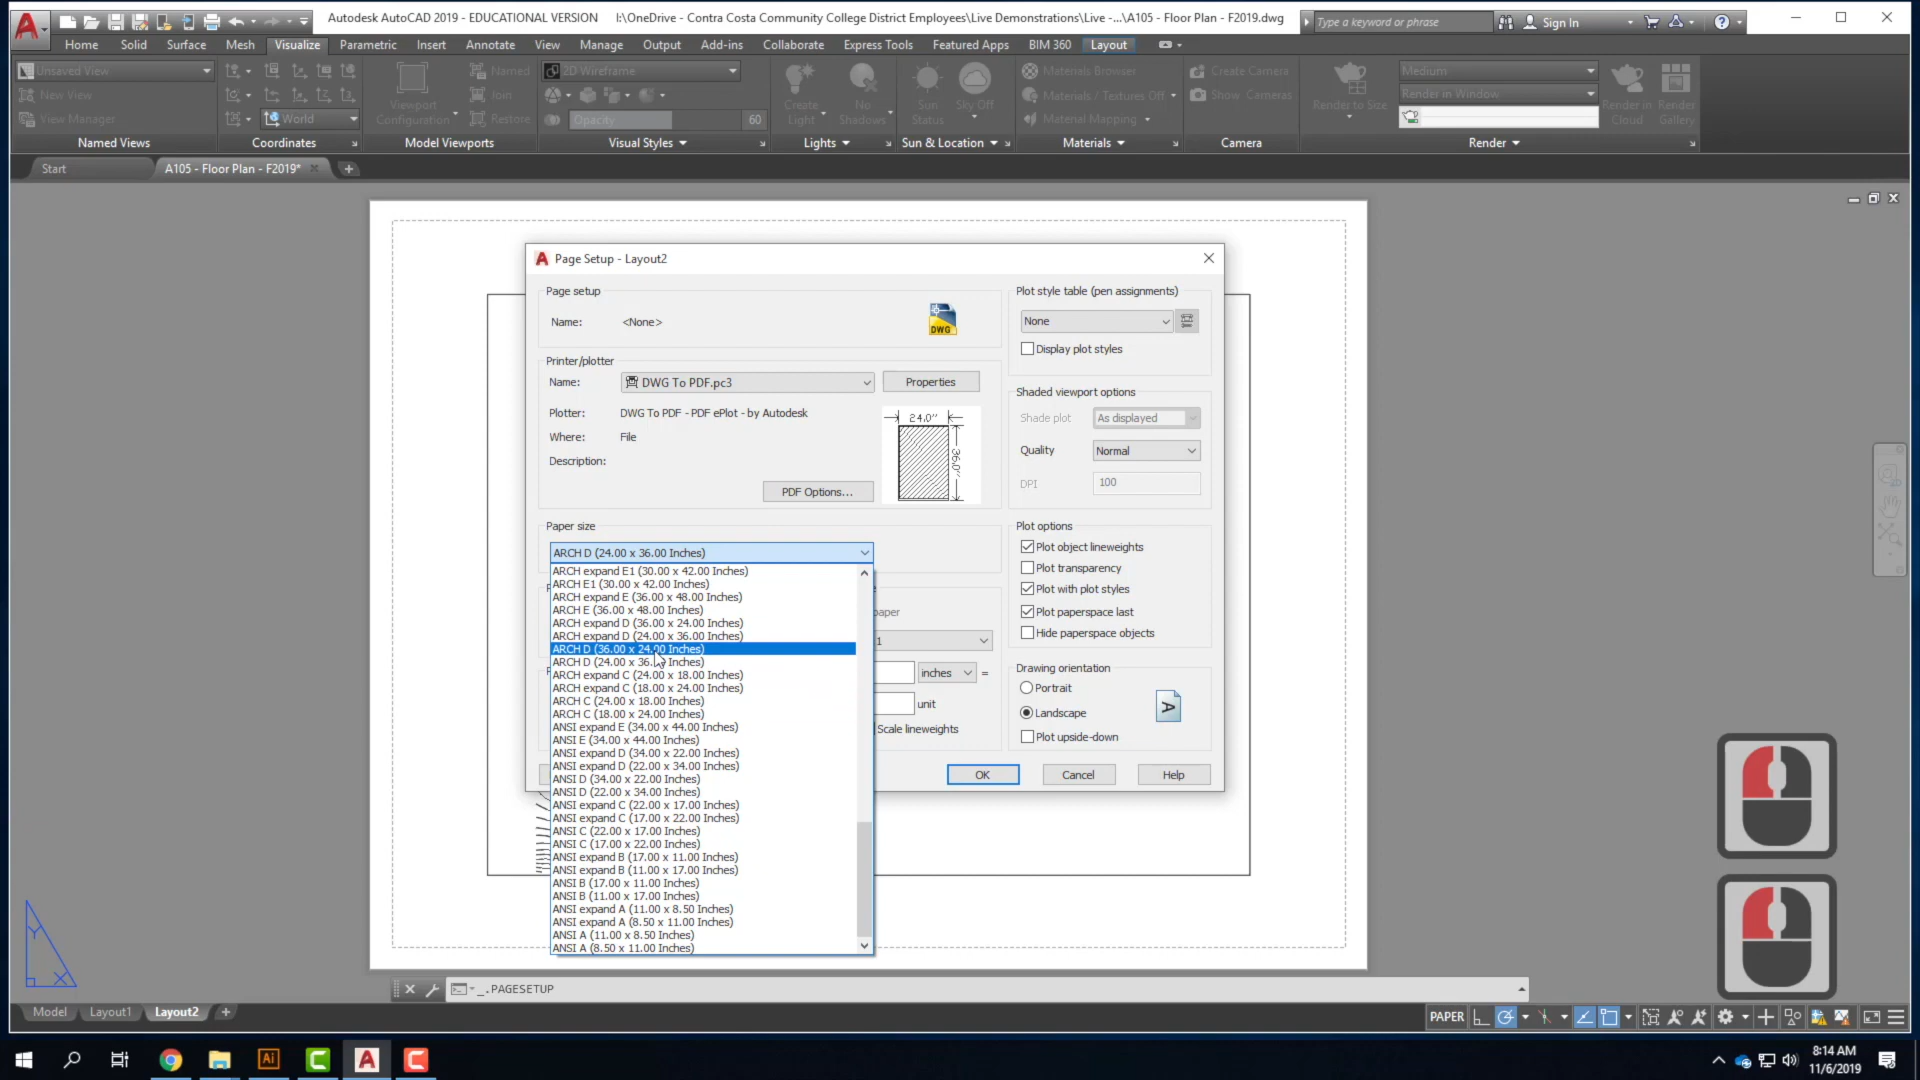 Autodesk AutoCAD 2019 - EDUCATIONAL VERSION I:\OneDrive - Contra Costa Community College District Employees\Live Demonstrations\Live -...\A105 - Floor Plan - F2019.dwg
Type a keyword or phrase
Sign In
Home Solid Surface Mesh Visualize Parametric Insert Annotate View Manage Output Add-ins Collaborate Express Tools Featured Apps BIM 360 Layout
Unsaved View
New View
View Manager
Named Views
World
Coordinates
Viewport
Configuration
Named
Join
Restore
Model Viewports
2D Wireframe
Opacity 60
Visual Styles
Create
Light
No
Shadows
Lights
Sun
Status
Sky Off
Sun & Location
Materials Browser
Materials / Textures Off
Material Mapping
Materials
Create Camera
Show Cameras
Camera
Render to Size
Medium
Render in Window
Render in
Cloud
Render
Gallery
Render
Start
A105 - Floor Plan - F2019*
Page Setup - Layout2
Page setup
Name: <None>
DWG
Printer/plotter
Name: DWG To PDF.pc3
Properties
Plotter: DWG To PDF - PDF ePlot - by Autodesk
Where: File
Description:
24.0"
36.0"
PDF Options...
Paper size
ARCH D (24.00 x 36.00 Inches)
ARCH expand E1 (30.00 x 42.00 Inches)
ARCH E1 (30.00 x 42.00 Inches)
ARCH expand E (36.00 x 48.00 Inches)
ARCH E (36.00 x 48.00 Inches)
ARCH expand D (36.00 x 24.00 Inches)
ARCH expand D (24.00 x 36.00 Inches)
ARCH D (36.00 x 24.00 Inches)
ARCH D (24.00 x 36.00 Inches)
ARCH expand C (24.00 x 18.00 Inches)
ARCH expand C (18.00 x 24.00 Inches)
ARCH C (24.00 x 18.00 Inches)
ARCH C (18.00 x 24.00 Inches)
ANSI expand E (34.00 x 44.00 Inches)
ANSI E (34.00 x 44.00 Inches)
ANSI expand D (34.00 x 22.00 Inches)
ANSI expand D (22.00 x 34.00 Inches)
ANSI D (34.00 x 22.00 Inches)
ANSI D (22.00 x 34.00 Inches)
ANSI expand C (22.00 x 17.00 Inches)
ANSI expand C (17.00 x 22.00 Inches)
ANSI C (22.00 x 17.00 Inches)
ANSI C (17.00 x 22.00 Inches)
ANSI expand B (17.00 x 11.00 Inches)
ANSI expand B (11.00 x 17.00 Inches)
ANSI B (17.00 x 11.00 Inches)
ANSI B (11.00 x 17.00 Inches)
ANSI expand A (11.00 x 8.50 Inches)
ANSI expand A (8.50 x 11.00 Inches)
ANSI A (11.00 x 8.50 Inches)
ANSI A (8.50 x 11.00 Inches)
paper
1
inches =
unit
Scale lineweights
Plot style table (pen assignments)
None
Display plot styles
Shaded viewport options
Shade plot As displayed
Quality Normal
DPI 100
Plot options
Plot object lineweights
Plot transparency
Plot with plot styles
Plot paperspace last
Hide paperspace objects
Drawing orientation
Portrait
Landscape
Plot upside-down
A
OK Cancel Help
Y
X
_.PAGESETUP
Model Layout1 Layout2
PAPER
Ai
8:14 AM
11/6/2019